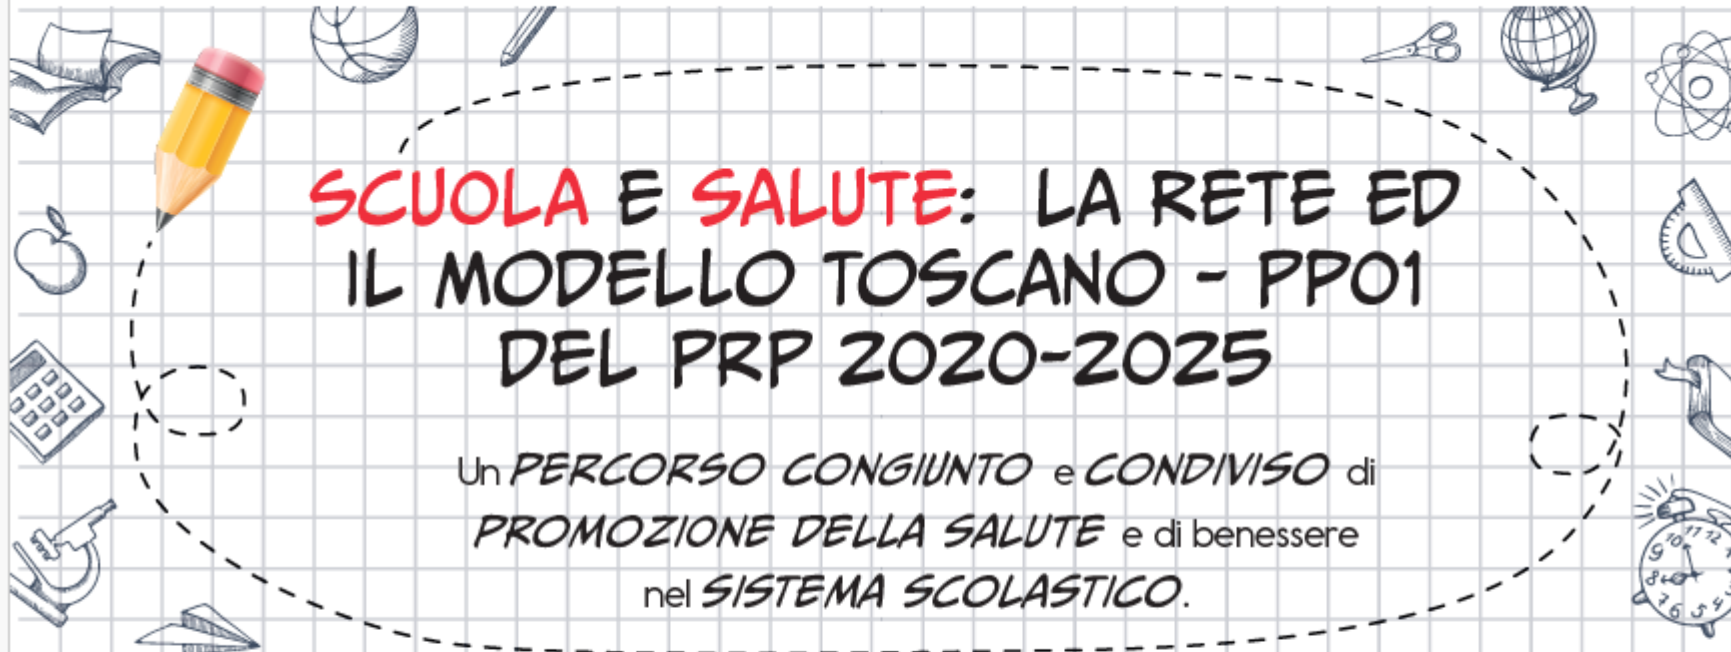 SCUOLA E SALUTE: LA RETE ED
IL MODELLO TOSCANO - PP01
DEL PRP 2020-2025
Un PERCORSO CONGIUNTO e CONDIVISO di
PROMOZIONE DELLA SALUTE e di benessere
nel SISTEMA SCOLASTICO.